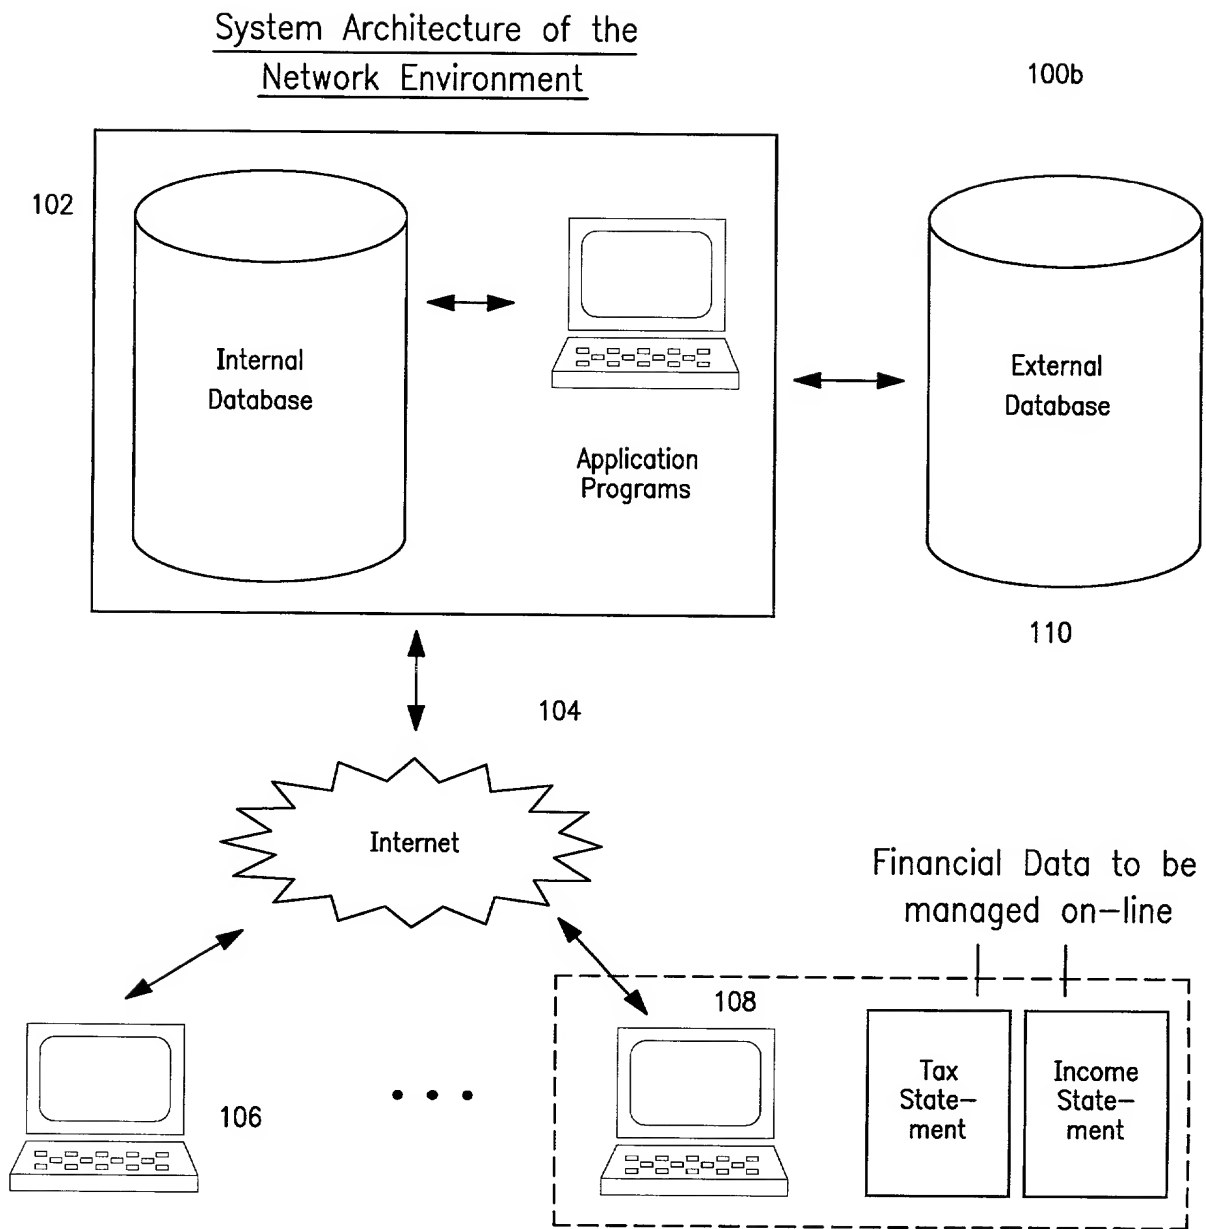 System Architecture of the
Network Environment
100b
102
Internal
Database
Application
Programs
External
Database
110
104
Internet
Financial Data to be
managed on-line
108
106
Tax
State-
ment
Income
State-
ment